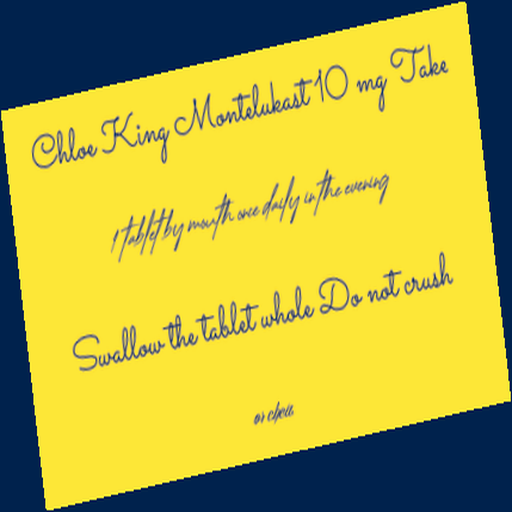 Chloe King Montelukast 10 mg Take
1 tablet by mouth once daily in the evening
Swallow the tablet whole Do not crush
or chew